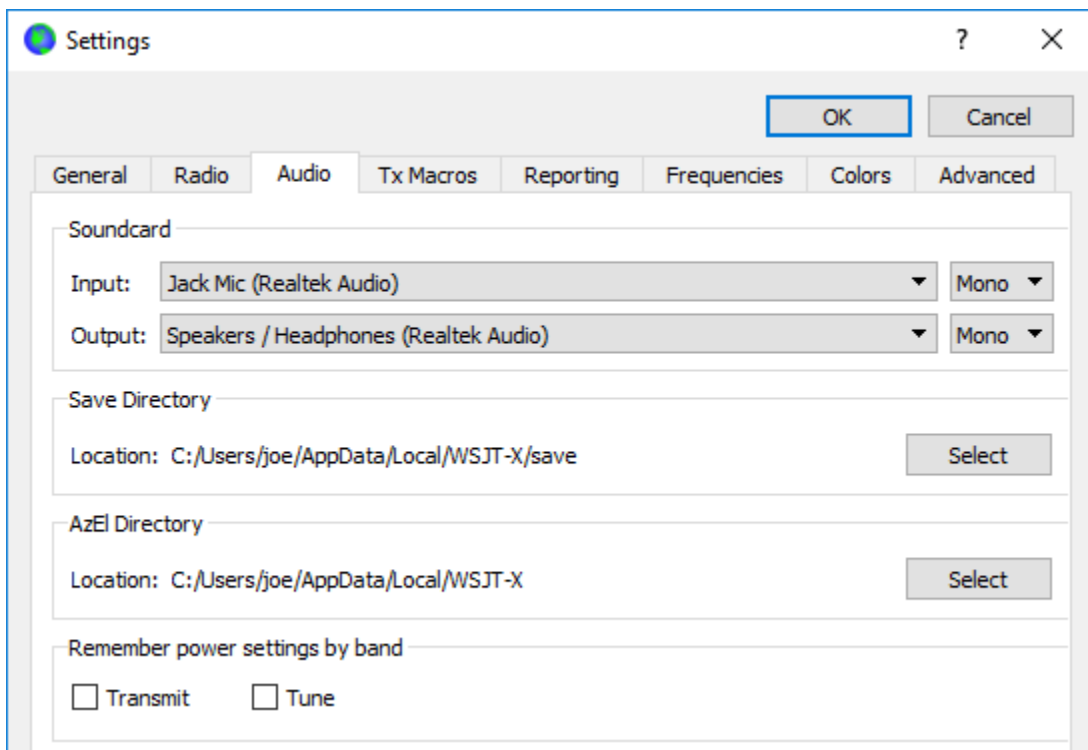 Settings
?
OK Cancel
General Radio Audio Tx Macros Reporting Frequencies Colors Advanced
Soundcard
Input: Jack Mic (Realtek Audio) Mono
Output: Speakers / Headphones (Realtek Audio) Mono
Save Directory
Location: C:/Users/joe/AppData/Local/WSJT-X/save Select
AzEl Directory
Location: C:/Users/joe/AppData/Local/WSJT-X Select
Remember power settings by band
Transmit Tune